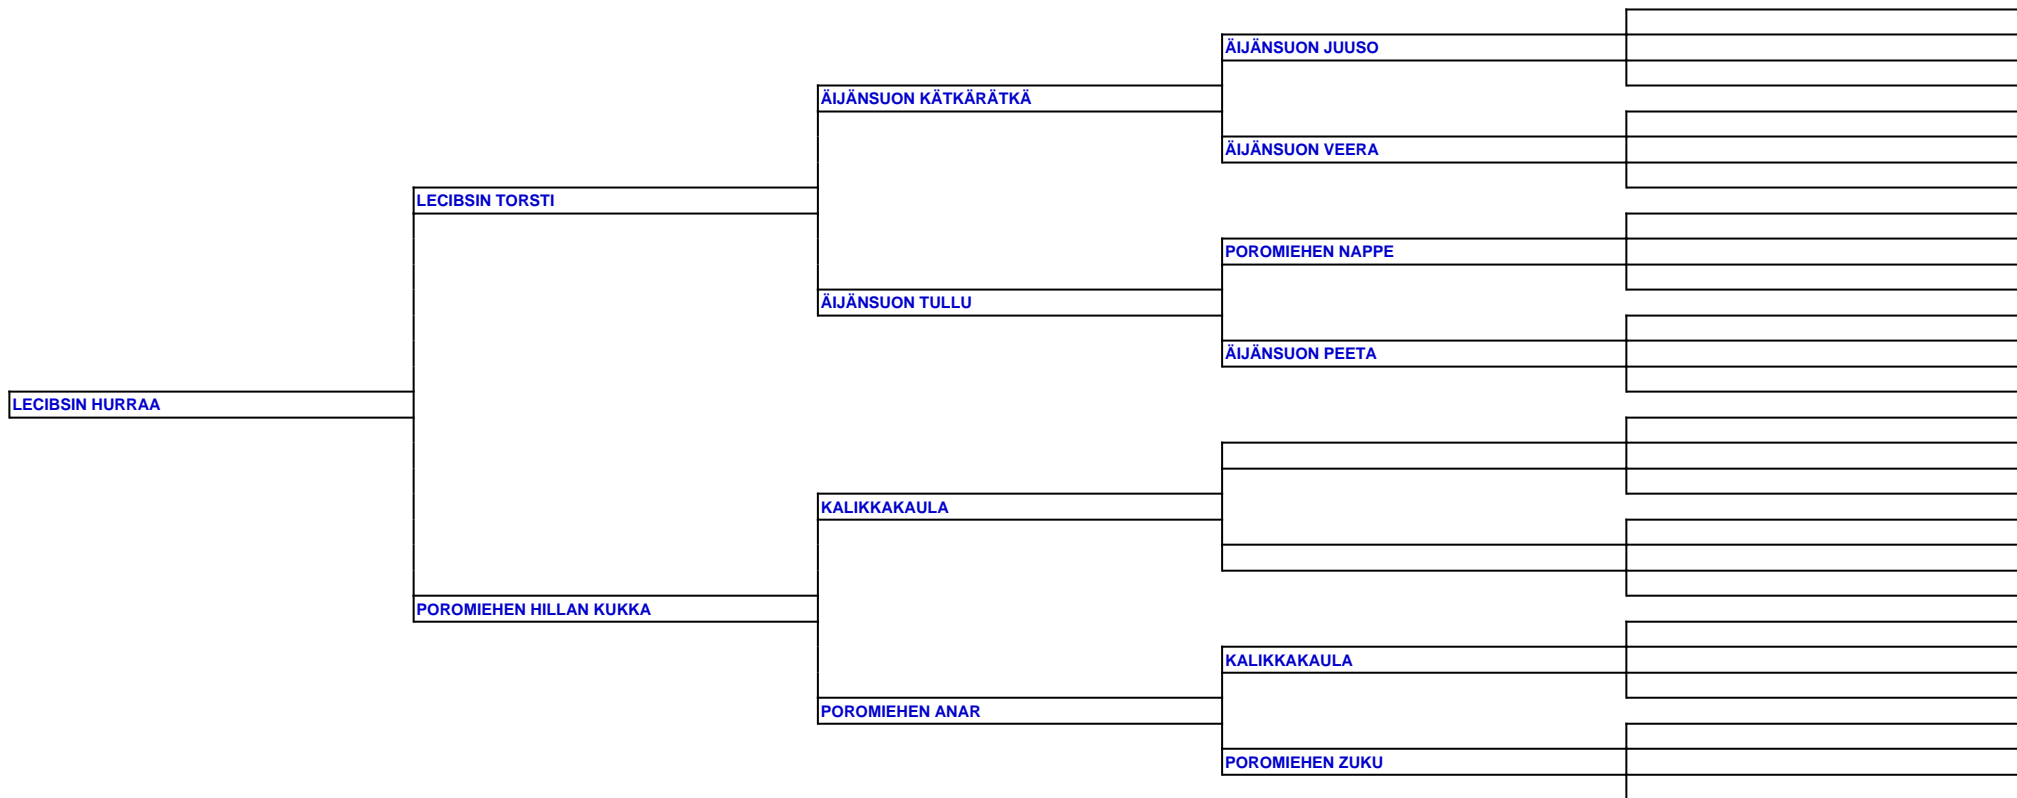 ÄIJÄNSUON JUUSO
ÄIJÄNSUON KÄTKÄRÄTKÄ
ÄIJÄNSUON VEERA
LECIBSIN TORSTI
POROMIEHEN NAPPE
ÄIJÄNSUON TULLU
ÄIJÄNSUON PEETA
LECIBSIN HURRAA
KALIKKAKAULA
POROMIEHEN HILLAN KUKKA
KALIKKAKAULA
POROMIEHEN ANAR
POROMIEHEN ZUKU